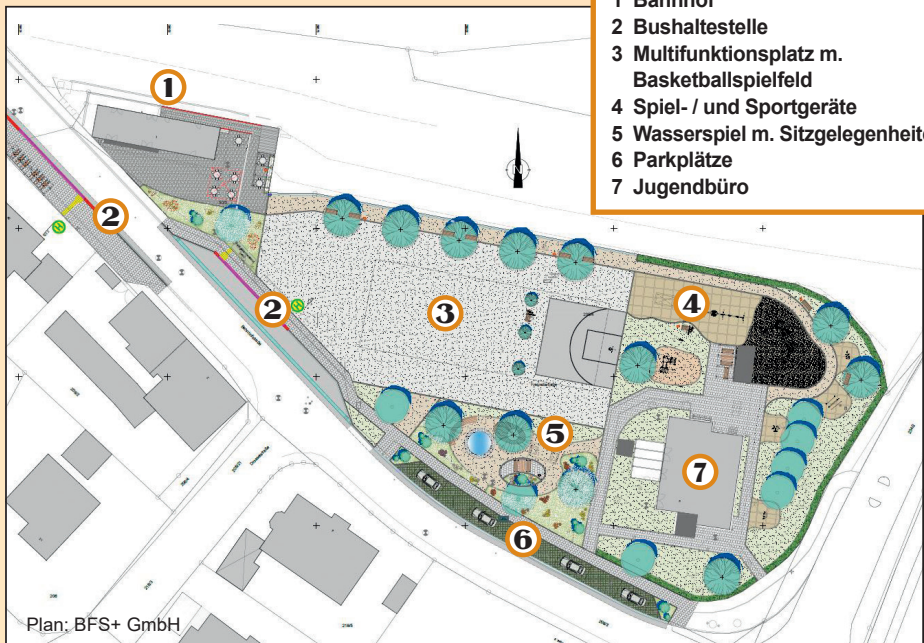 1 Bahnhof
2 Bushaltestelle
3 Multifunktionsplatz m.
Basketballspielfeld
4 Spiel- / und Sportgeräte
5 Wasserspiel m. Sitzgelegenheite
6 Parkplätze
7 Jugendbüro
1
2
2
3
4
5
7
6
Plan: BFS+ GmbH